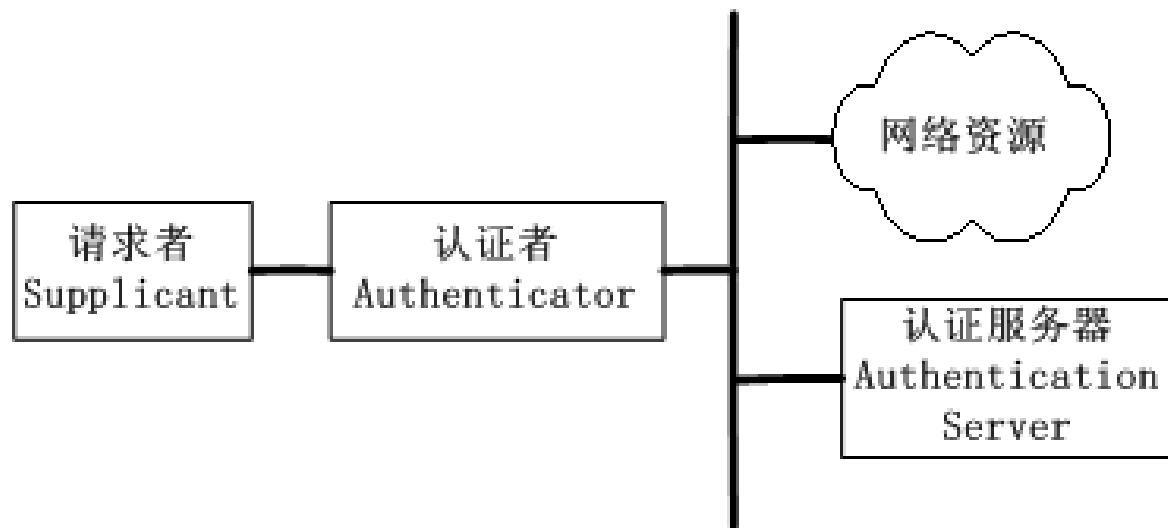 请求者
Supplicant
认证者
Authenticator
网络资源
认证服务器
Authentication
Server